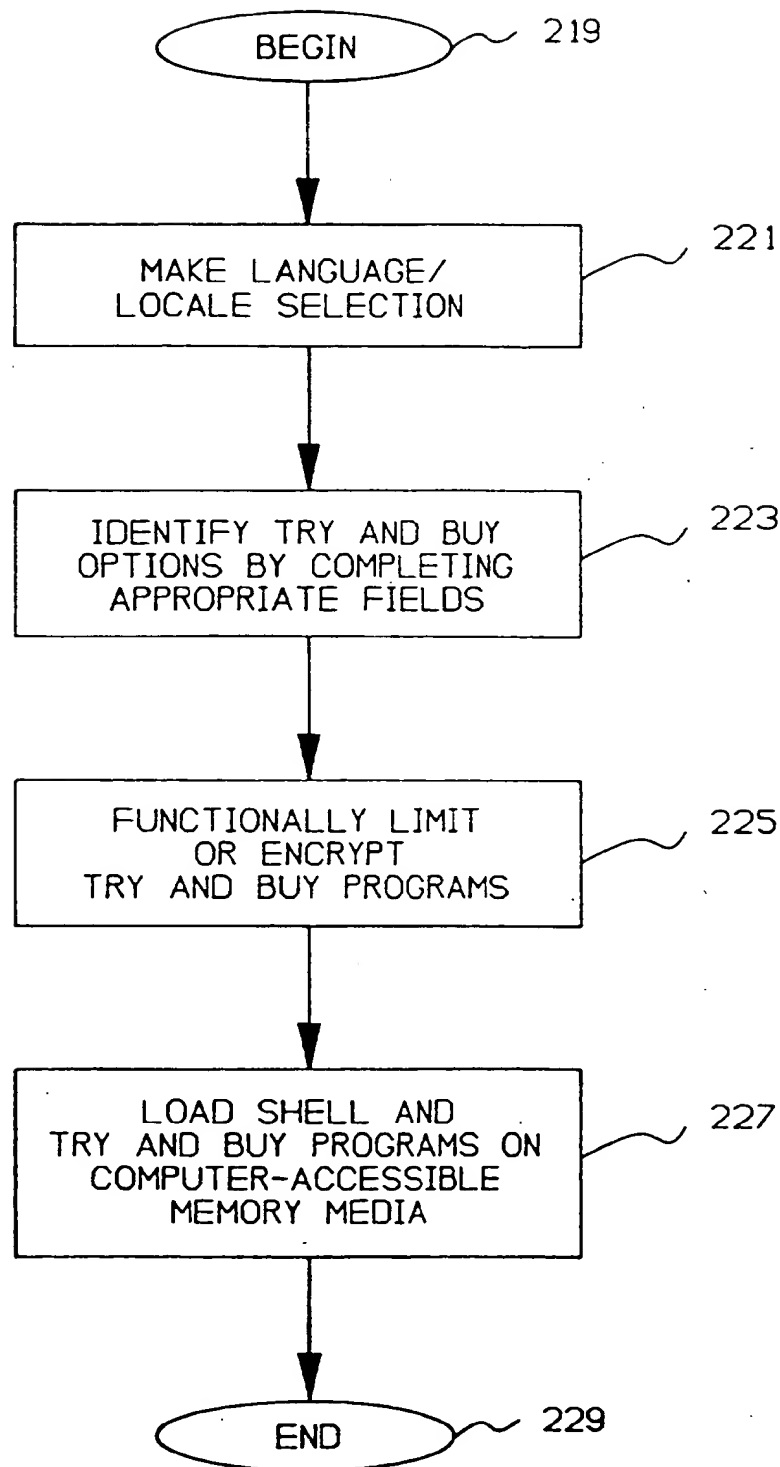 BEGIN
219
MAKE LANGUAGE/
LOCALE SELECTION
221
IDENTIFY TRY AND BUY
OPTIONS BY COMPLETING
APPROPRIATE FIELDS
223
FUNCTIONALLY LIMIT
OR ENCRYPT
TRY AND BUY PROGRAMS
225
LOAD SHELL AND
TRY AND BUY PROGRAMS ON
COMPUTER-ACCESSIBLE
MEMORY MEDIA
227
END
229